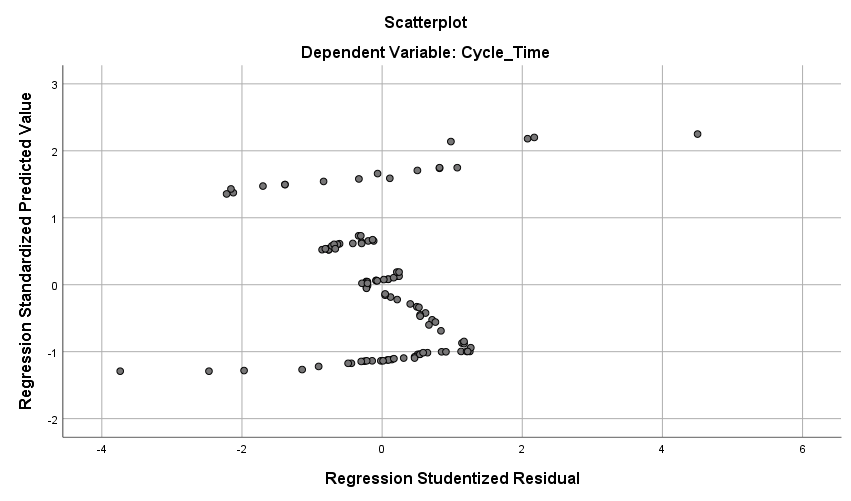 Scatterplot
Dependent Variable: Cycle_Time
Regression Standardized Predicted Value
3
2
1
0
-1
-2
-4 -2 0 2 4 6
Regression Studentized Residual